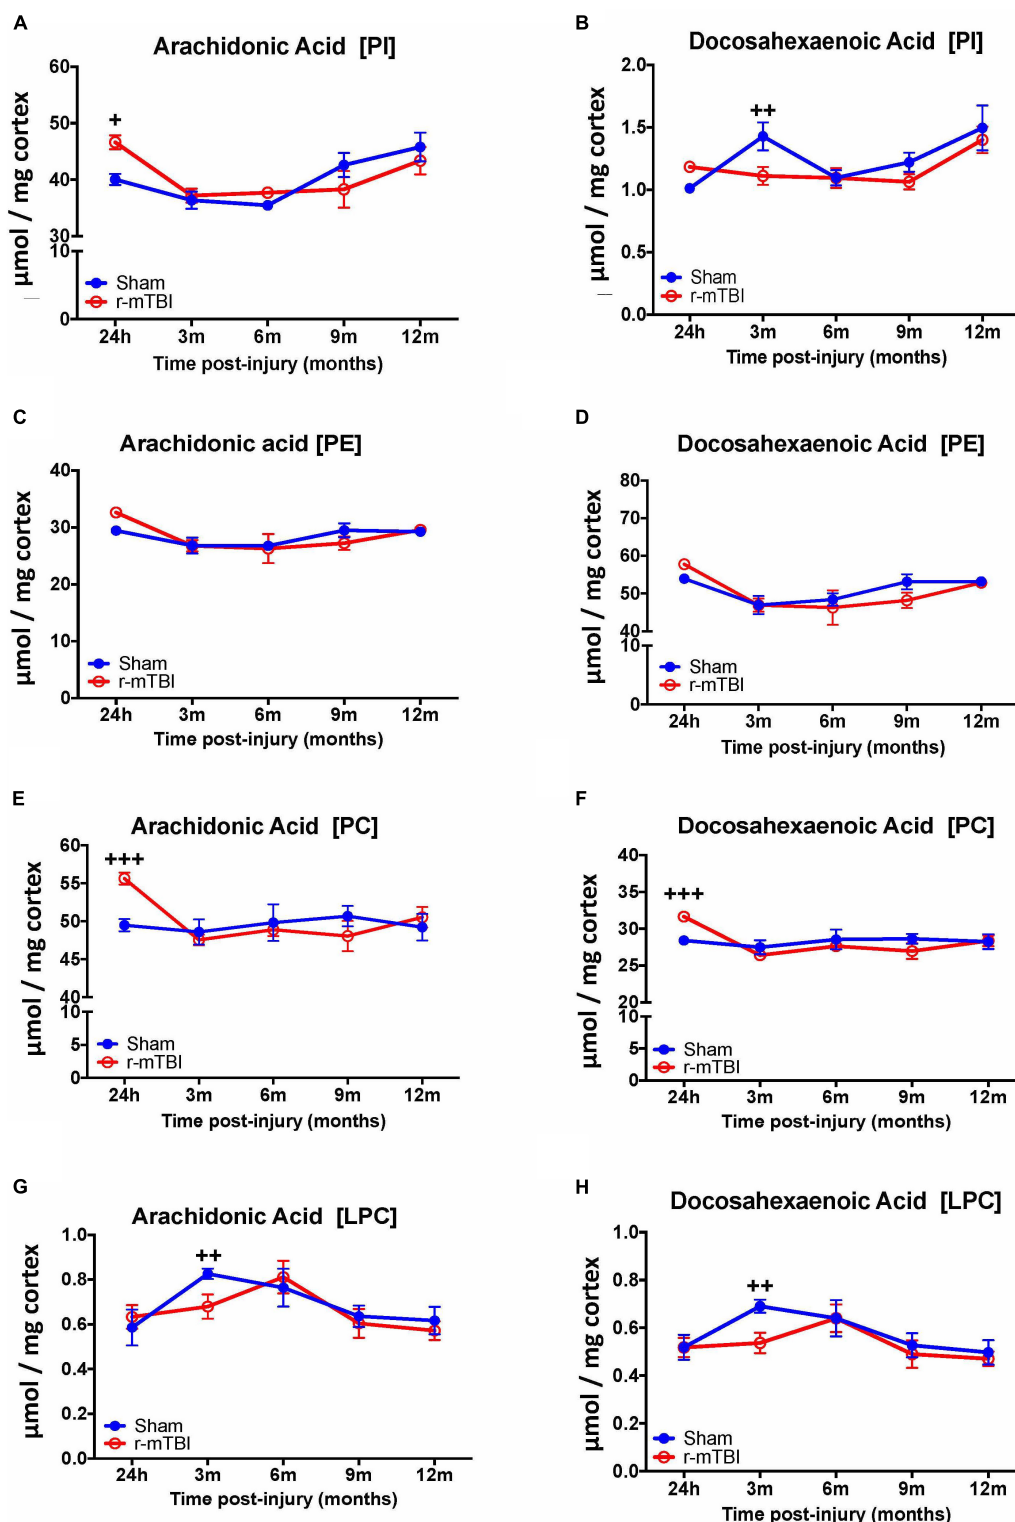 A
Arachidonic Acid [PI]
60
50
40
30
10
0
+
μmol / mg cortex
Sham
r-mTBI
24h 3m 6m 9m 12m
Time post-injury (months)
B
Docosahexaenoic Acid [PI]
2.0
1.5
1.0
0.5
0.0
++
μmol / mg cortex
Sham
r-mTBI
24h 3m 6m 9m 12m
Time post-injury (months)
C
Arachidonic acid [PE]
40
30
20
10
0
μmol / mg cortex
Sham
r-mTBI
24h 3m 6m 9m 12m
Time post-injury (months)
D
Docosahexaenoic Acid [PE]
80
70
60
50
40
10
0
μmol / mg cortex
Sham
r-mTBI
24h 3m 6m 9m 12m
Time post-injury (months)
E
Arachidonic Acid [PC]
60
55
50
45
40
10
5
0
+++
μmol / mg cortex
Sham
r-mTBI
24h 3m 6m 9m 12m
Time post-injury (months)
F
Docosahexaenoic Acid [PC]
40
35
30
25
20
10
5
0
+++
μmol / mg cortex
Sham
r-mTBI
24h 3m 6m 9m 12m
Time post-injury (months)
G
Arachidonic Acid [LPC]
1.0
0.8
0.6
0.4
0.2
0.0
++
μmol / mg cortex
Sham
r-mTBI
24h 3m 6m 9m 12m
Time post-injury (months)
H
Docosahexaenoic Acid [LPC]
1.0
0.8
0.6
0.4
0.2
0.0
++
μmol / mg cortex
Sham
r-mTBI
24h 3m 6m 9m 12m
Time post-injury (months)